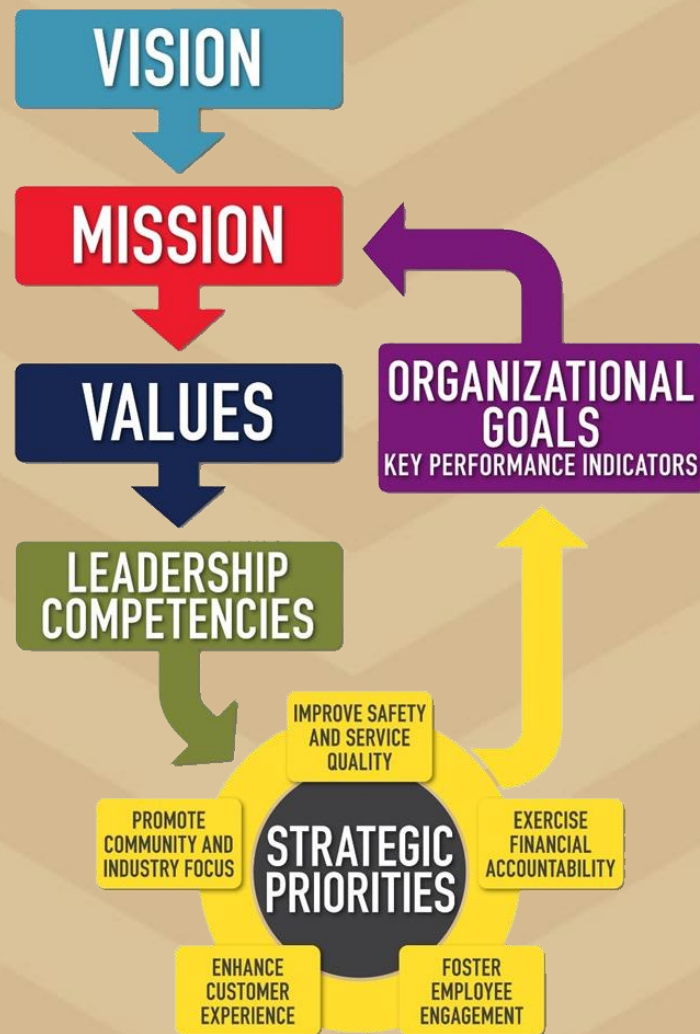 VISION
MISSION
VALUES
LEADERSHIP
COMPETENCIES
ORGANIZATIONAL
GOALS
KEY PERFORMANCE INDICATORS
IMPROVE SAFETY
AND SERVICE
QUALITY
PROMOTE
COMMUNITY AND
INDUSTRY FOCUS
STRATEGIC
PRIORITIES
EXERCISE
FINANCIAL
ACCOUNTABILITY
ENHANCE
CUSTOMER
EXPERIENCE
FOSTER
EMPLOYEE
ENGAGEMENT